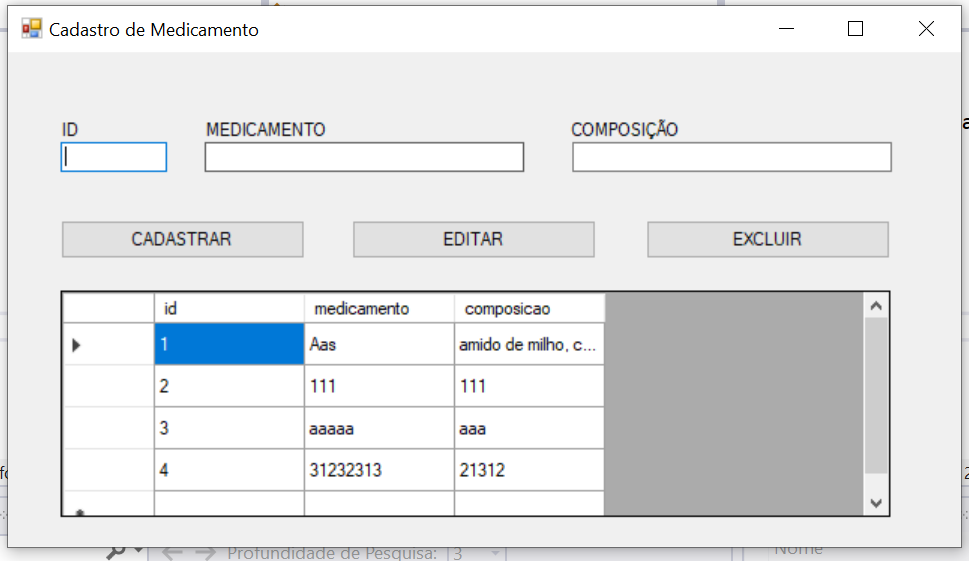 Cadastro de Medicamento
ID MEDICAMENTO COMPOSIÇÃO
CADASTRAR EDITAR EXCLUIR
id medicamento composicao
1 Aas amido de milho, c...
2 111 111
3 aaaaa aaa
4 31232313 21312
Profundidade de Pesquisa: 3
Nome